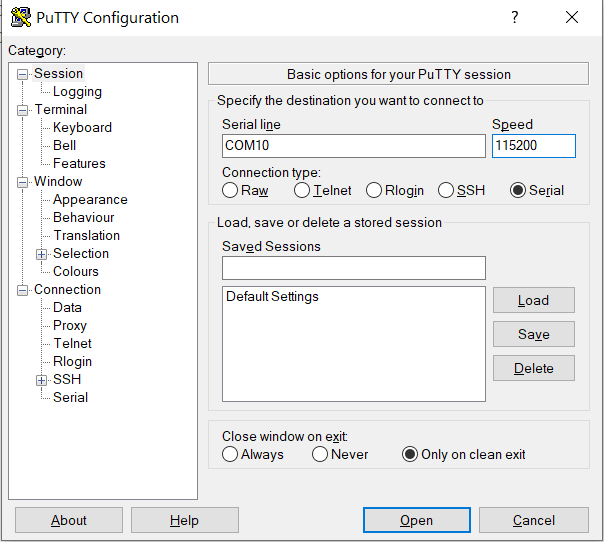 PuTTY Configuration
?
Category:
Session
Logging
Terminal
Keyboard
Bell
Features
Window
Appearance
Behaviour
Translation
Selection
Colours
Connection
Data
Proxy
Telnet
Rlogin
SSH
Serial
Basic options for your PuTTY session
Specify the destination you want to connect to
Serial line Speed
COM10 115200
Connection type:
Raw Telnet Rlogin SSH Serial
Load, save or delete a stored session
Saved Sessions
Default Settings
Load
Save
Delete
Close window on exit:
Always Never Only on clean exit
About Help Open Cancel